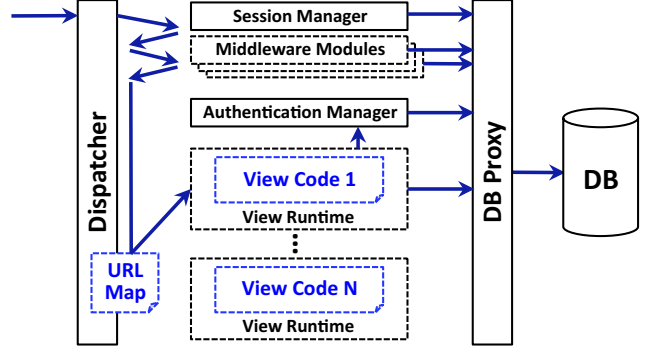 Session Manager
Middleware Modules
Authentication Manager
Dispatcher
View Code 1
View Runtime
URL
Map
View Code N
View Runtime
DB Proxy
DB